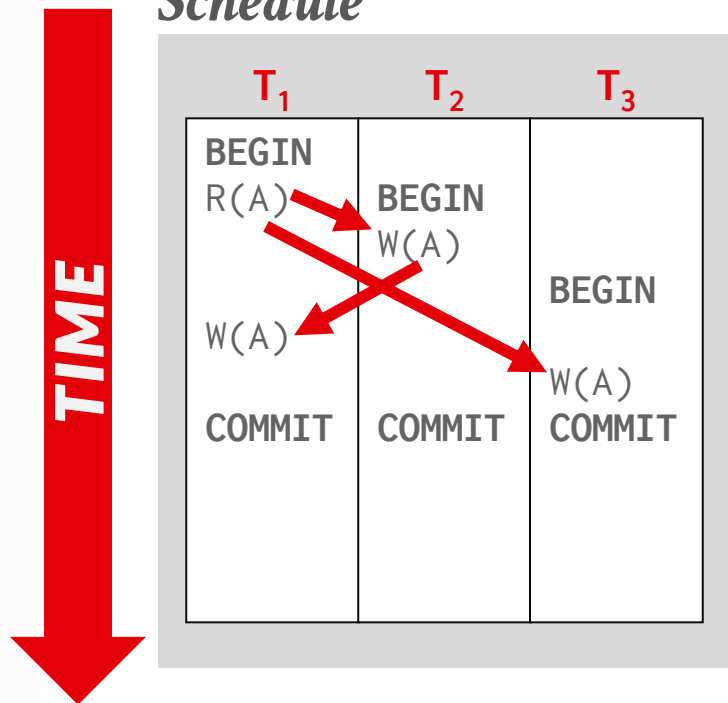 Schedule
TIME
T1 T2 T3
BEGIN
R(A) BEGIN
W(A)
BEGIN
W(A)
W(A)
COMMIT COMMIT COMMIT